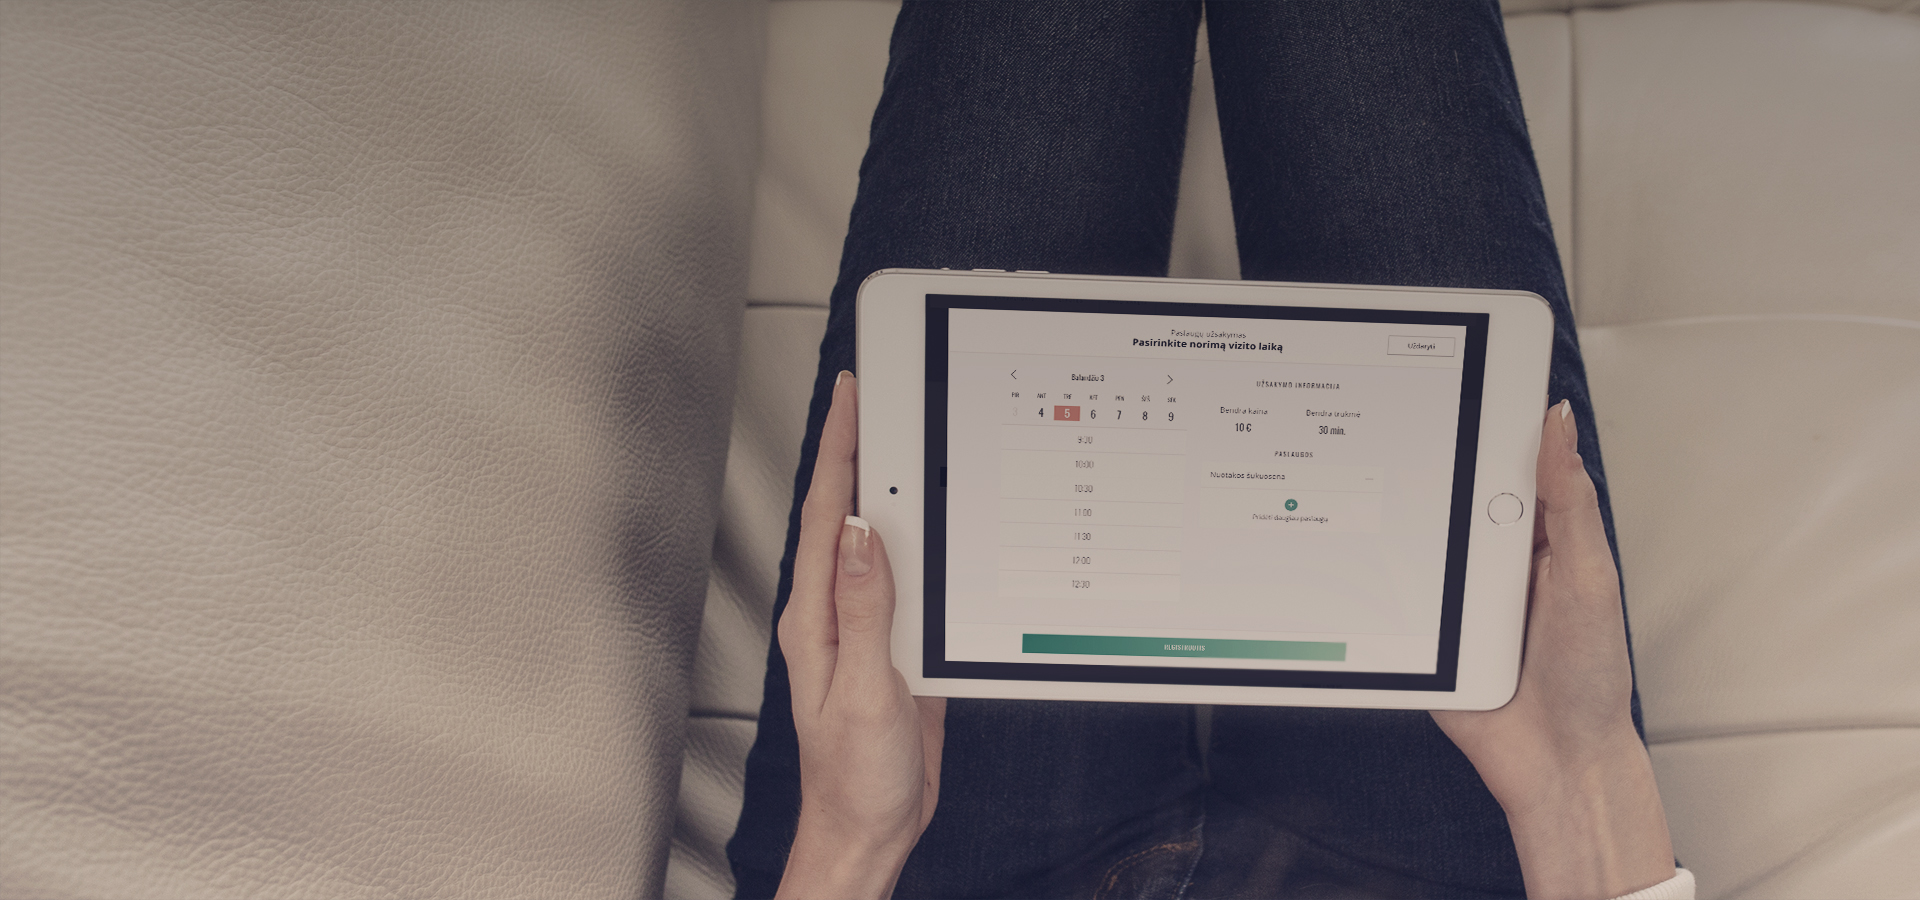 Paslaugų užsakymas
Pasirinkite norimą vizito laiką
Uždaryti
Balandžio 3
PIR ANT TRE KET PEN ŠEŠ SEK
3 4 5 6 7 8 9
9:30
10:00
10:30
11:00
11:30
12:00
12:30
UŽSAKYMO INFORMACIJA
Bendra kaina Bendra trukmė
10 € 30 min.
PASLAUGOS
Nuotakos šukuosena
Pridėti daugiau paslaugų
REGISTRUOTIS